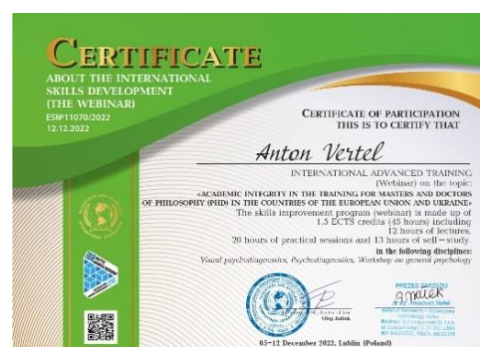 CERTIFICATE
ABOUT THE INTERNATIONAL
SKILLS DEVELOPMENT
(THE WEBINAR)
ES№11070/2022
12.12.2022
CERTIFICATE OF PARTICIPATION
THIS IS TO CERTIFY THAT
Anton Vertel
INTERNATIONAL ADVANCED TRAINING
(Webinar) on the topic:
«ACADEMIC INTEGRITY IN THE TRAINING FOR MASTERS AND DOCTORS
OF PHILOSOPHY (PHD) IN THE COUNTRIES OF THE EUROPEAN UNION AND UKRAINE»
The skills improvement program (webinar) is made up of
1.5 ECTS credits (45 hours) including
12 hours of lectures,
20 hours of practical sessions and 13 hours of self-study.
in the following disciplines:
Visual psychodiagnostics, Psychodiagnostics, Workshop on general psychology
PREZES ZARZĄDU
05-12 December 2022, Lublin (Poland)